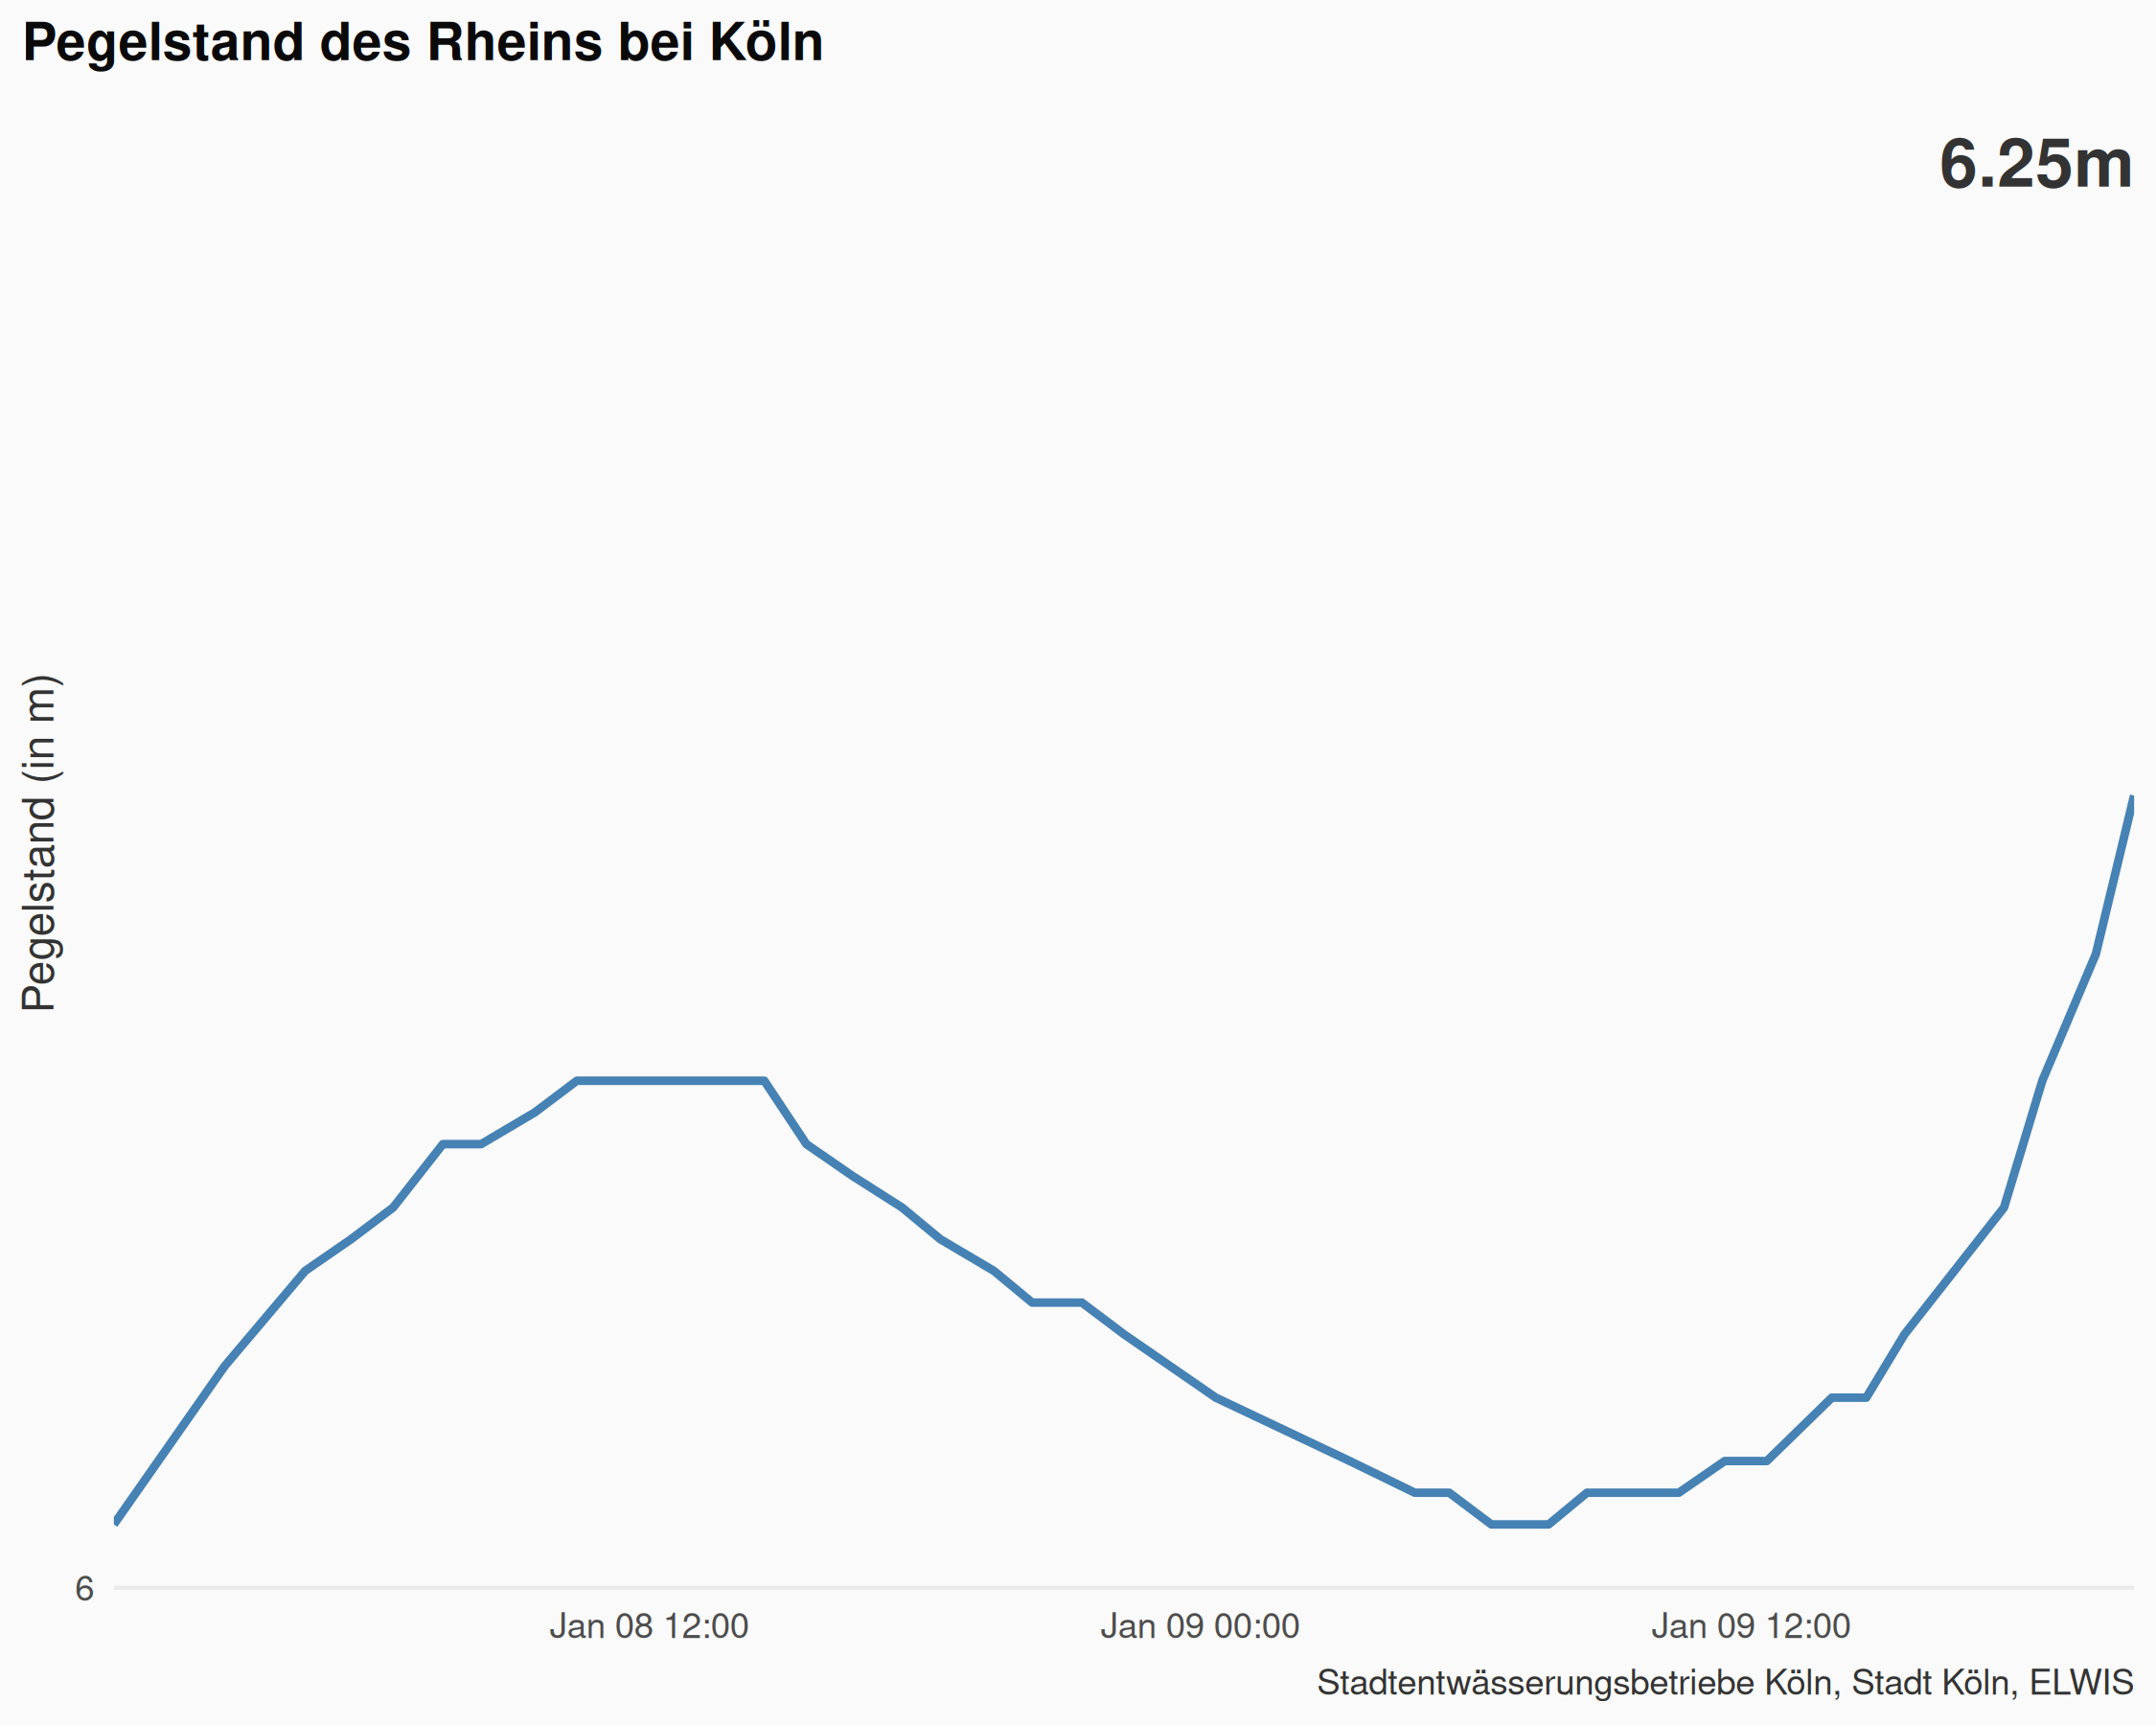 Pegelstand des Rheins bei Köln
6.25m
Pegelstand (in m)
6
Jan 08 12:00
Jan 09 00:00
Jan 09 12:00
Stadtentwässerungsbetriebe Köln, Stadt Köln, ELWIS